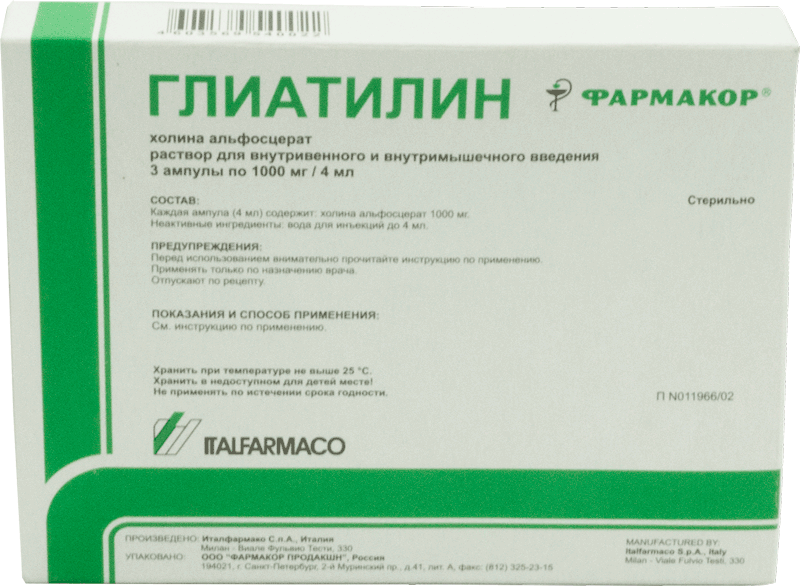 4603569540022
ГЛИАТИЛИН
ФАРМАКОР®
холина альфосцерат
раствор для внутривенного и внутримышечного введения
3 ампулы по 1000 мг / 4 мл
СОСТАВ:
Каждая ампула (4 мл) содержит: холина альфосцерат 1000 мг.
Неактивные ингредиенты: вода для инъекций до 4 мл.
Стерильно
ПРЕДУПРЕЖДЕНИЯ:
Перед использованием внимательно прочитайте инструкцию по применению.
Применять только по назначению врача.
Отпускают по рецепту.
ПОКАЗАНИЯ И СПОСОБ ПРИМЕНЕНИЯ:
См. инструкцию по применению.
Хранить при температуре не выше 25 °С.
Хранить в недоступном для детей месте!
Не применять по истечении срока годности.
П N011966/02
ITALFARMACO
ПРОИЗВЕДЕНО: Италфармако С.п.А., Италия
Милан - Виале Фульвио Тести, 330
УПАКОВАНО: ООО "ФАРМАКОР ПРОДАКШН", Россия
194021, г. Санкт-Петербург, 2-й Муринский пр., д.41, лит. А, факс: (812) 325-23-15
MANUFACTURED BY:
Italfarmaco S.p.A., Italy
Milan - Viale Fulvio Testi, 330